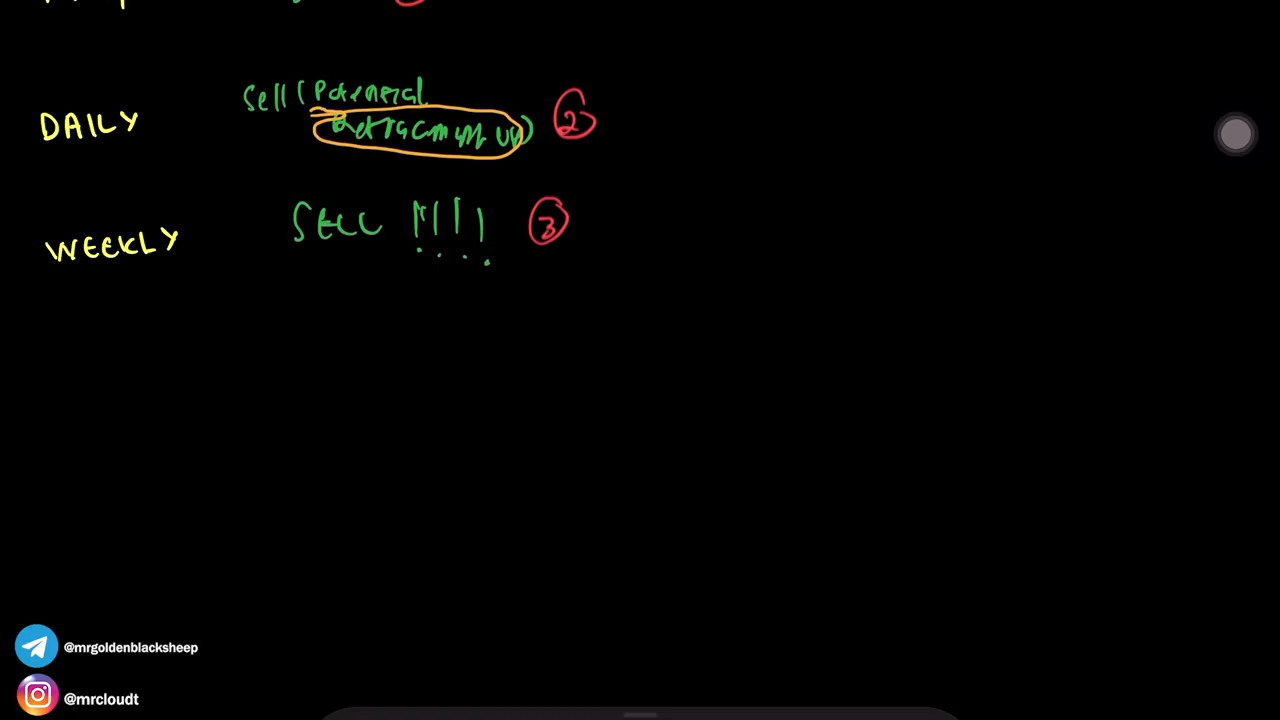 DAILY
Sell (Potential
Retracement up)
2
WEEKLY
SELL !!!!
3
@mrgoldenblacksheep
@mrcloudt